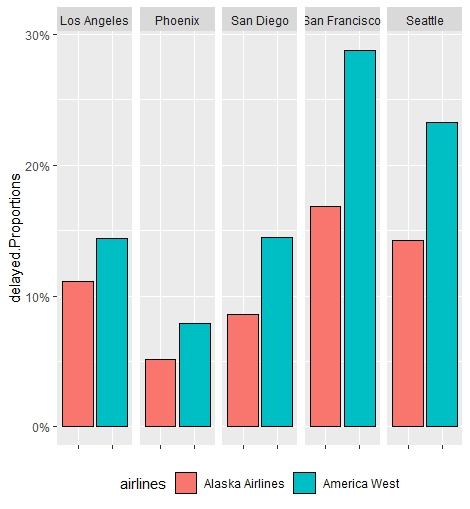 Los Angeles Phoenix San Diego San Francisco Seattle
30%
20%
10%
0%
delayed.Proportions
airlines Alaska Airlines America West